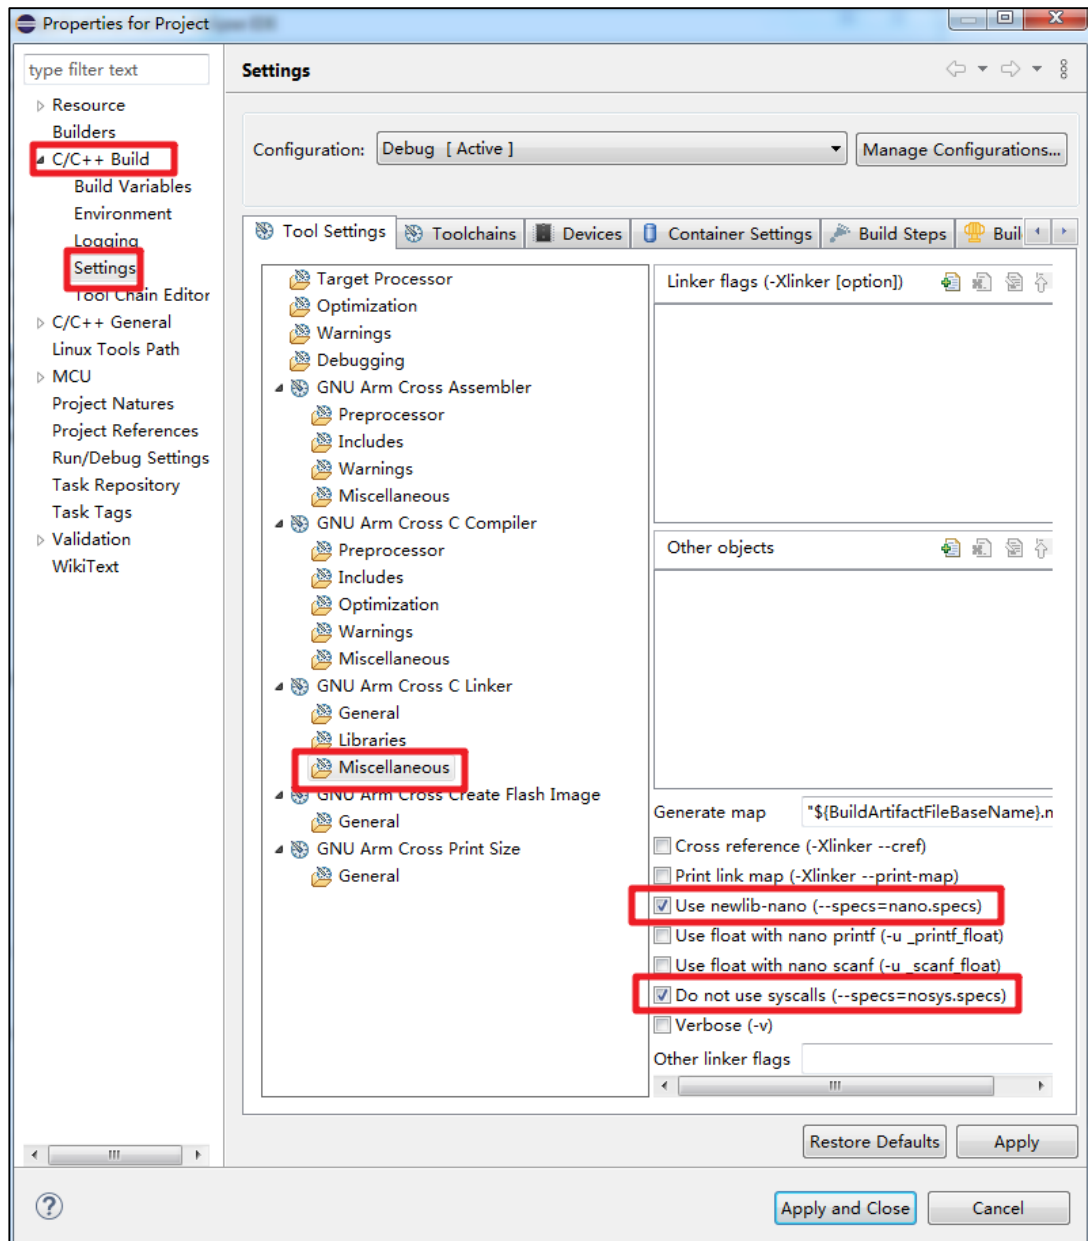 Properties for Project
type filter text
Resource
Builders
C/C++ Build
Build Variables
Environment
Logging
Settings
Tool Chain Editor
C/C++ General
Linux Tools Path
MCU
Project Natures
Project References
Run/Debug Settings
Task Repository
Task Tags
Validation
WikiText
Settings
Configuration: Debug [ Active ] Manage Configurations...
Tool Settings Toolchains Devices Container Settings Build Steps Buil
Target Processor
Optimization
Warnings
Debugging
GNU Arm Cross Assembler
Preprocessor
Includes
Warnings
Miscellaneous
GNU Arm Cross C Compiler
Preprocessor
Includes
Optimization
Warnings
Miscellaneous
GNU Arm Cross C Linker
General
Libraries
Miscellaneous
GNU Arm Cross Create Flash Image
General
GNU Arm Cross Print Size
General
Linker flags (-Xlinker [option])
Other objects
Generate map "${BuildArtifactFileBaseName}.n
Cross reference (-Xlinker --cref)
Print link map (-Xlinker --print-map)
Use newlib-nano (--specs=nano.specs)
Use float with nano printf (-u _printf_float)
Use float with nano scanf (-u _scanf_float)
Do not use syscalls (--specs=nosys.specs)
Verbose (-v)
Other linker flags
Restore Defaults Apply
Apply and Close Cancel